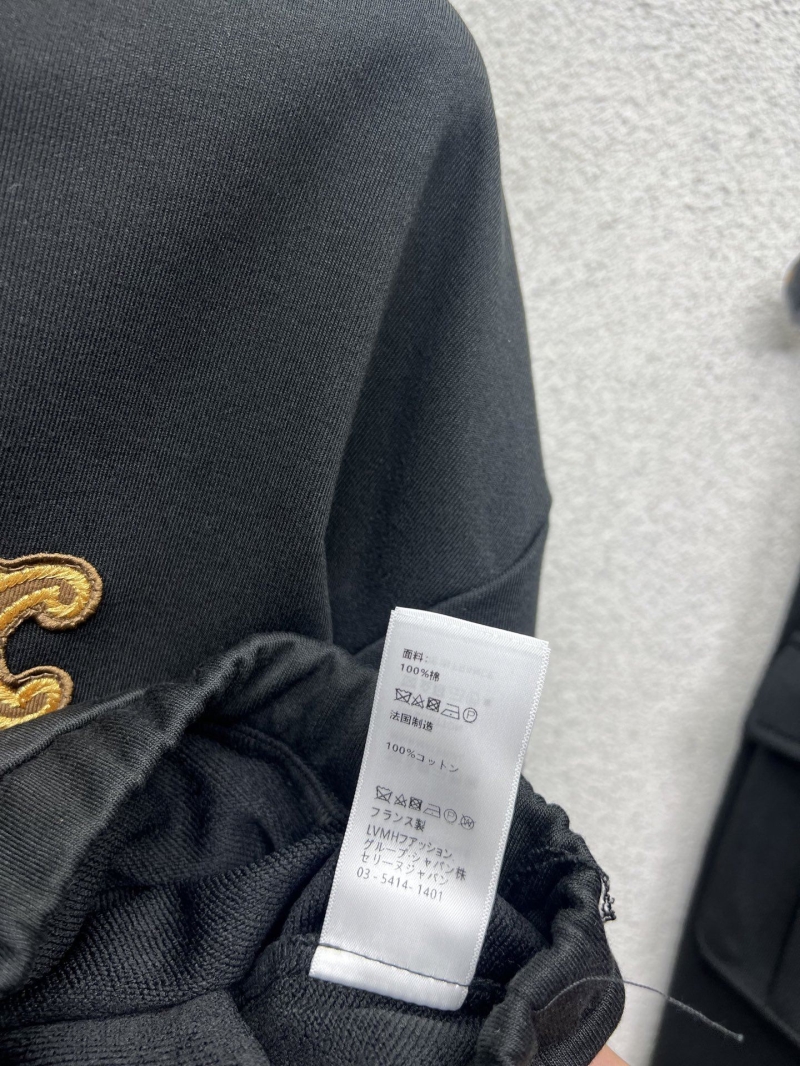 面料:
100%棉
法国制造
100%コットン
フランス製
LVMHファッション
グループ・ジャパン株
セリーヌジャパン
03-5414-1401